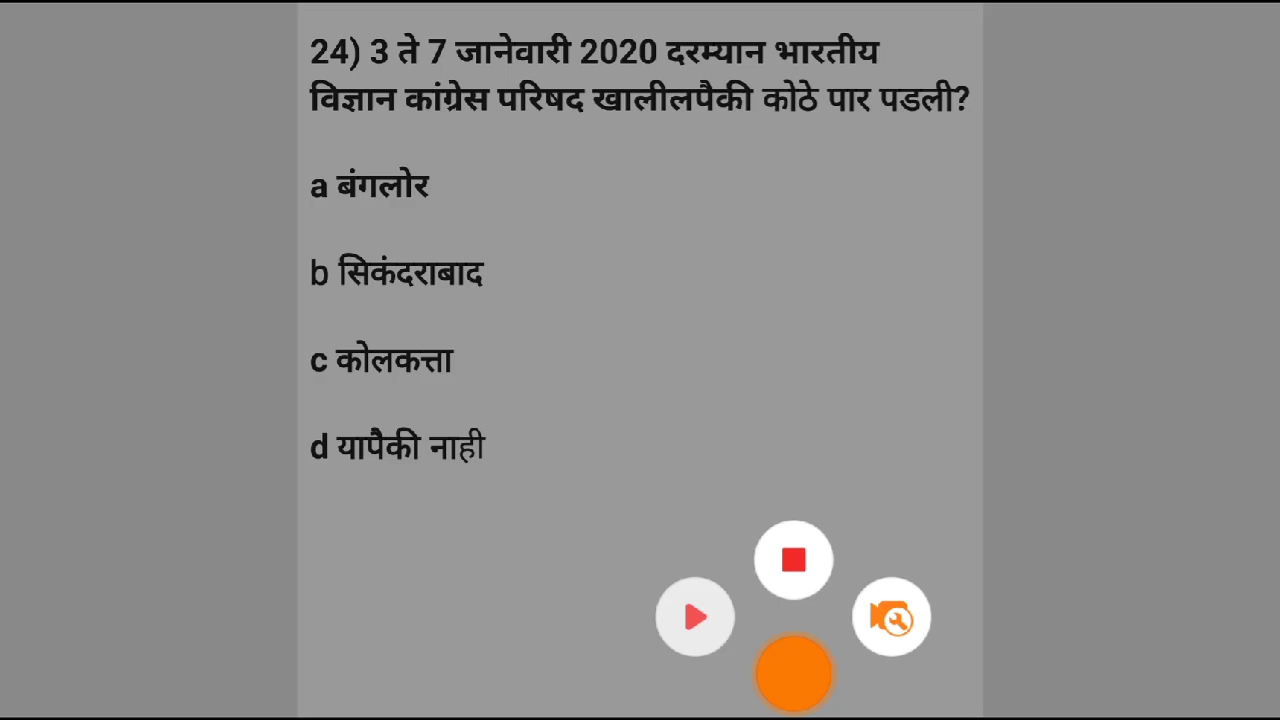 24) 3 ते 7 जानेवारी 2020 दरम्यान भारतीय
विज्ञान कांग्रेस परिषद खालीलपैकी कोठे पार पडली?
a बंगलोर
b सिकंदराबाद
c कोलकत्ता
d यापैकी नाही